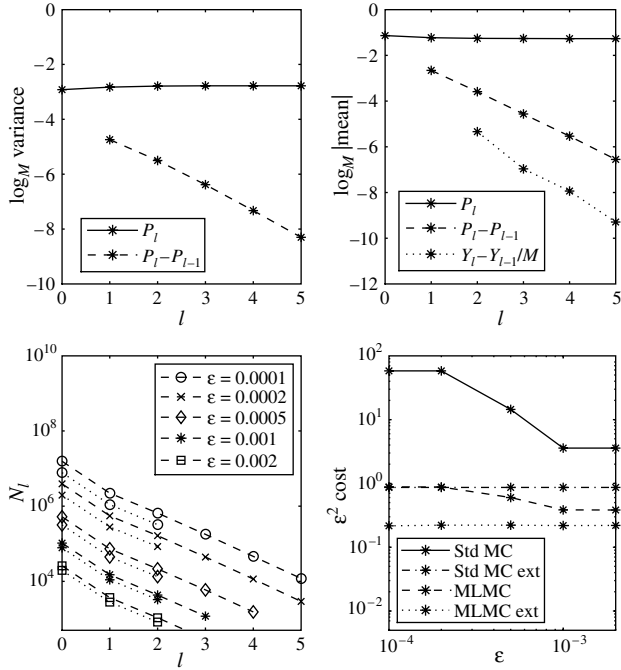 0
−2
−4
−6
−8
−10
log_M variance
P_l
P_l−P_{l−1}
0 1 2 3 4 5
l
0
−2
−4
−6
−8
−10
−12
log_M |mean|
P_l
P_l−P_{l−1}
Y_l−Y_{l−1}/M
0 1 2 3 4 5
l
10^10
10^8
10^6
10^4
N_l
ε = 0.0001
ε = 0.0002
ε = 0.0005
ε = 0.001
ε = 0.002
0 1 2 3 4 5
l
10^2
10^1
10^0
10^−1
10^−2
ε^2 cost
Std MC
Std MC ext
MLMC
MLMC ext
10^−4 10^−3
ε